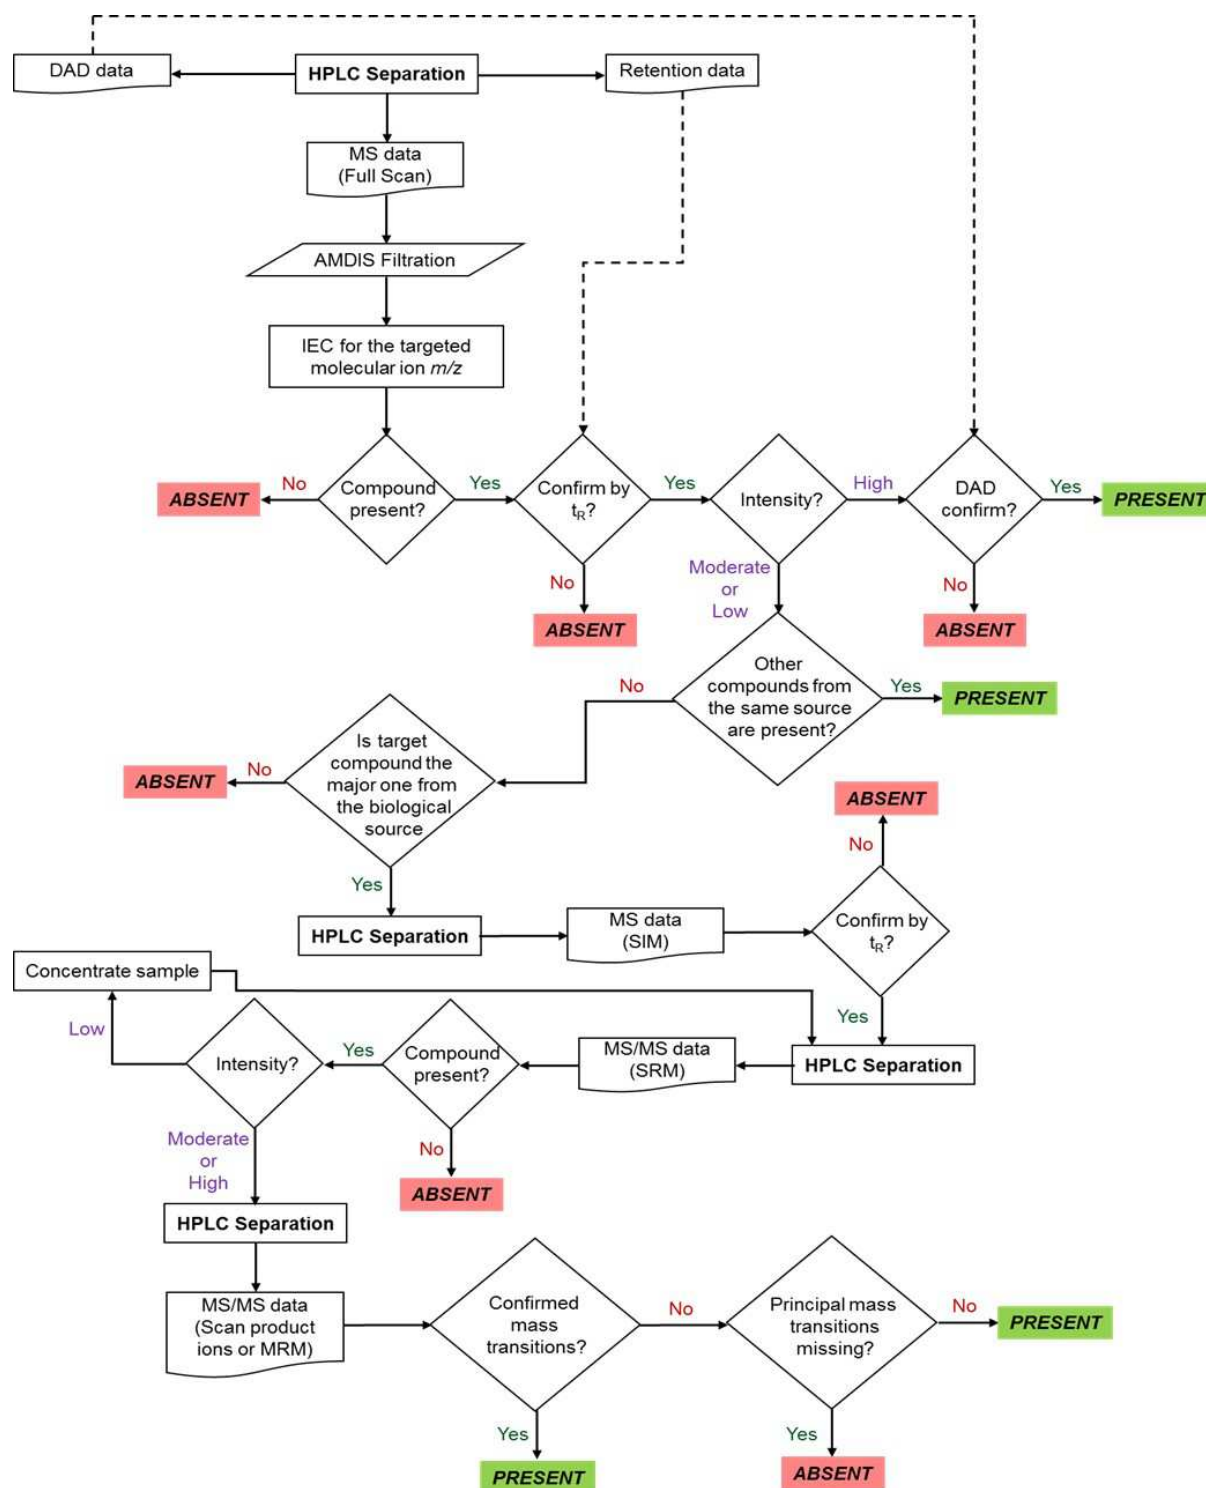 DAD data
HPLC Separation
Retention data
MS data
(Full Scan)
AMDIS Filtration
IEC for the targeted
molecular ion m/z
ABSENT
No
Compound
present?
Yes
Confirm by
tR?
Yes
Intensity?
High
DAD
confirm?
Yes
PRESENT
No
ABSENT
Moderate
or
Low
No
ABSENT
Other
compounds from
the same source
are present?
Yes
PRESENT
No
Is target
compound the
major one from
the biological
source
No
ABSENT
Yes
ABSENT
No
HPLC Separation
MS data
(SIM)
Confirm by
tR?
Yes
Concentrate sample
Low
Intensity?
Yes
Compound
present?
MS/MS data
(SRM)
HPLC Separation
No
ABSENT
Moderate
or
High
HPLC Separation
MS/MS data
(Scan product
ions or MRM)
Confirmed
mass
transitions?
No
Principal mass
transitions
missing?
No
PRESENT
Yes
PRESENT
Yes
ABSENT